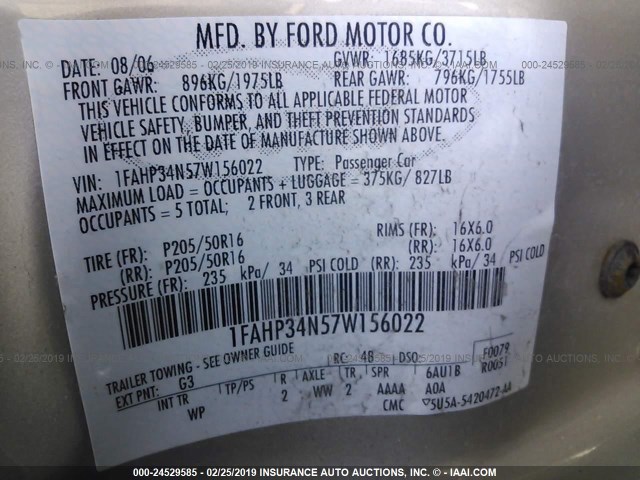 MFD. BY FORD MOTOR CO.
DATE: 08/06 GVWR: 1685KG/3715LB
FRONT GAWR: 896KG/1975LB REAR GAWR: 796KG/1755LB
THIS VEHICLE CONFORMS TO ALL APPLICABLE FEDERAL MOTOR
VEHICLE SAFETY, BUMPER, AND THEFT PREVENTION STANDARDS
IN EFFECT ON THE DATE OF MANUFACTURE SHOWN ABOVE.
VIN: 1FAHP34N57W156022 TYPE: Passenger Car
MAXIMUM LOAD = OCCUPANTS + LUGGAGE = 375KG/ 827LB
OCCUPANTS = 5 TOTAL; 2 FRONT, 3 REAR
TIRE (FR): P205/50R16 RIMS (FR): 16X6.0
(RR): P205/50R16 (RR): 16X6.0
PRESSURE (FR): 235 kPa/ 34 PSI COLD (RR): 235 kPa/ 34 PSI COLD
1FAHP34N57W156022
TRAILER TOWING - SEE OWNER GUIDE RC: 4B DSO: F0079
R0051
EXT PNT: G3 TP/PS R AXLE TR SPR 6AU1B
INT TR 2 WW 2 AAAA A0A
WP CMC ▽5U5A-5420472-AA
000-24529585 - 02/25/2019 INSURANCE AUTO AUCTIONS, INC. - © - IAAI.COM